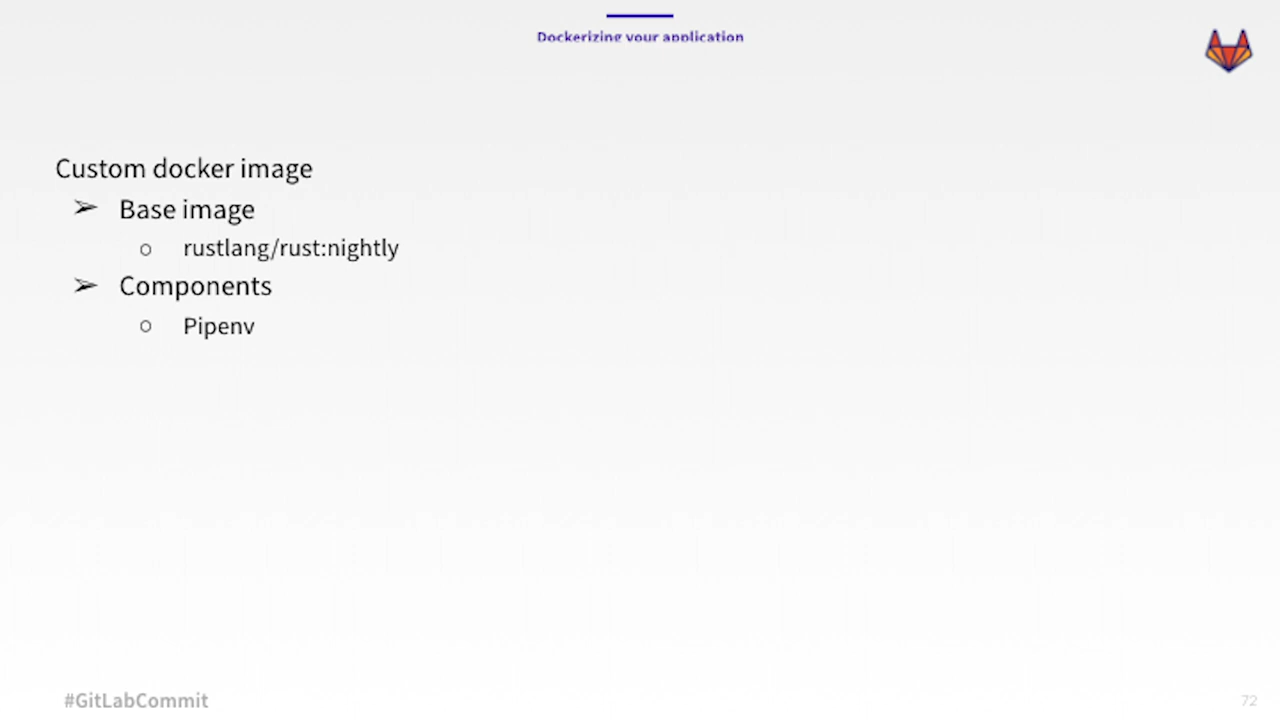 Dockerizing your application
Custom docker image
➢ Base image
○ rustlang/rust:nightly
➢ Components
○ Pipenv
#GitLabCommit
72